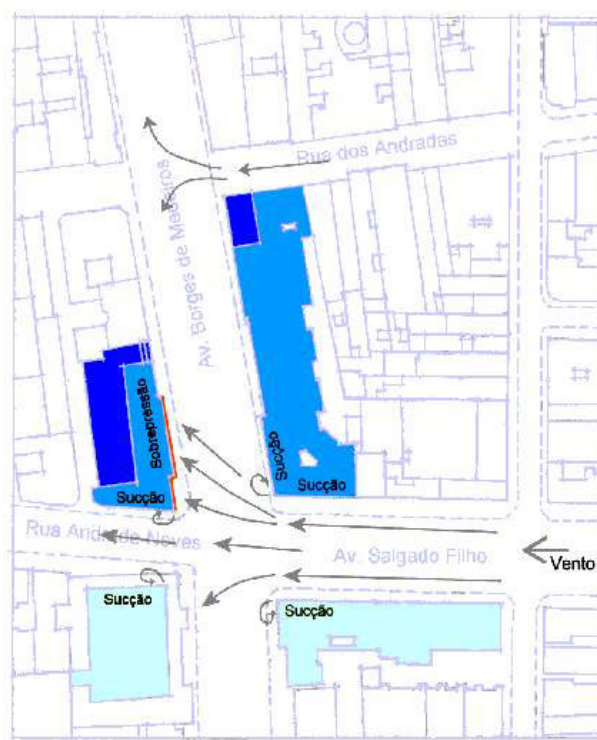 Rua dos Andradas
Av. Borges de Medeiros
Sobrepressão
Sucção
Sucção
Sucção
Rua Andrade Neves
Av. Salgado Filho
Vento
Sucção
Sucção